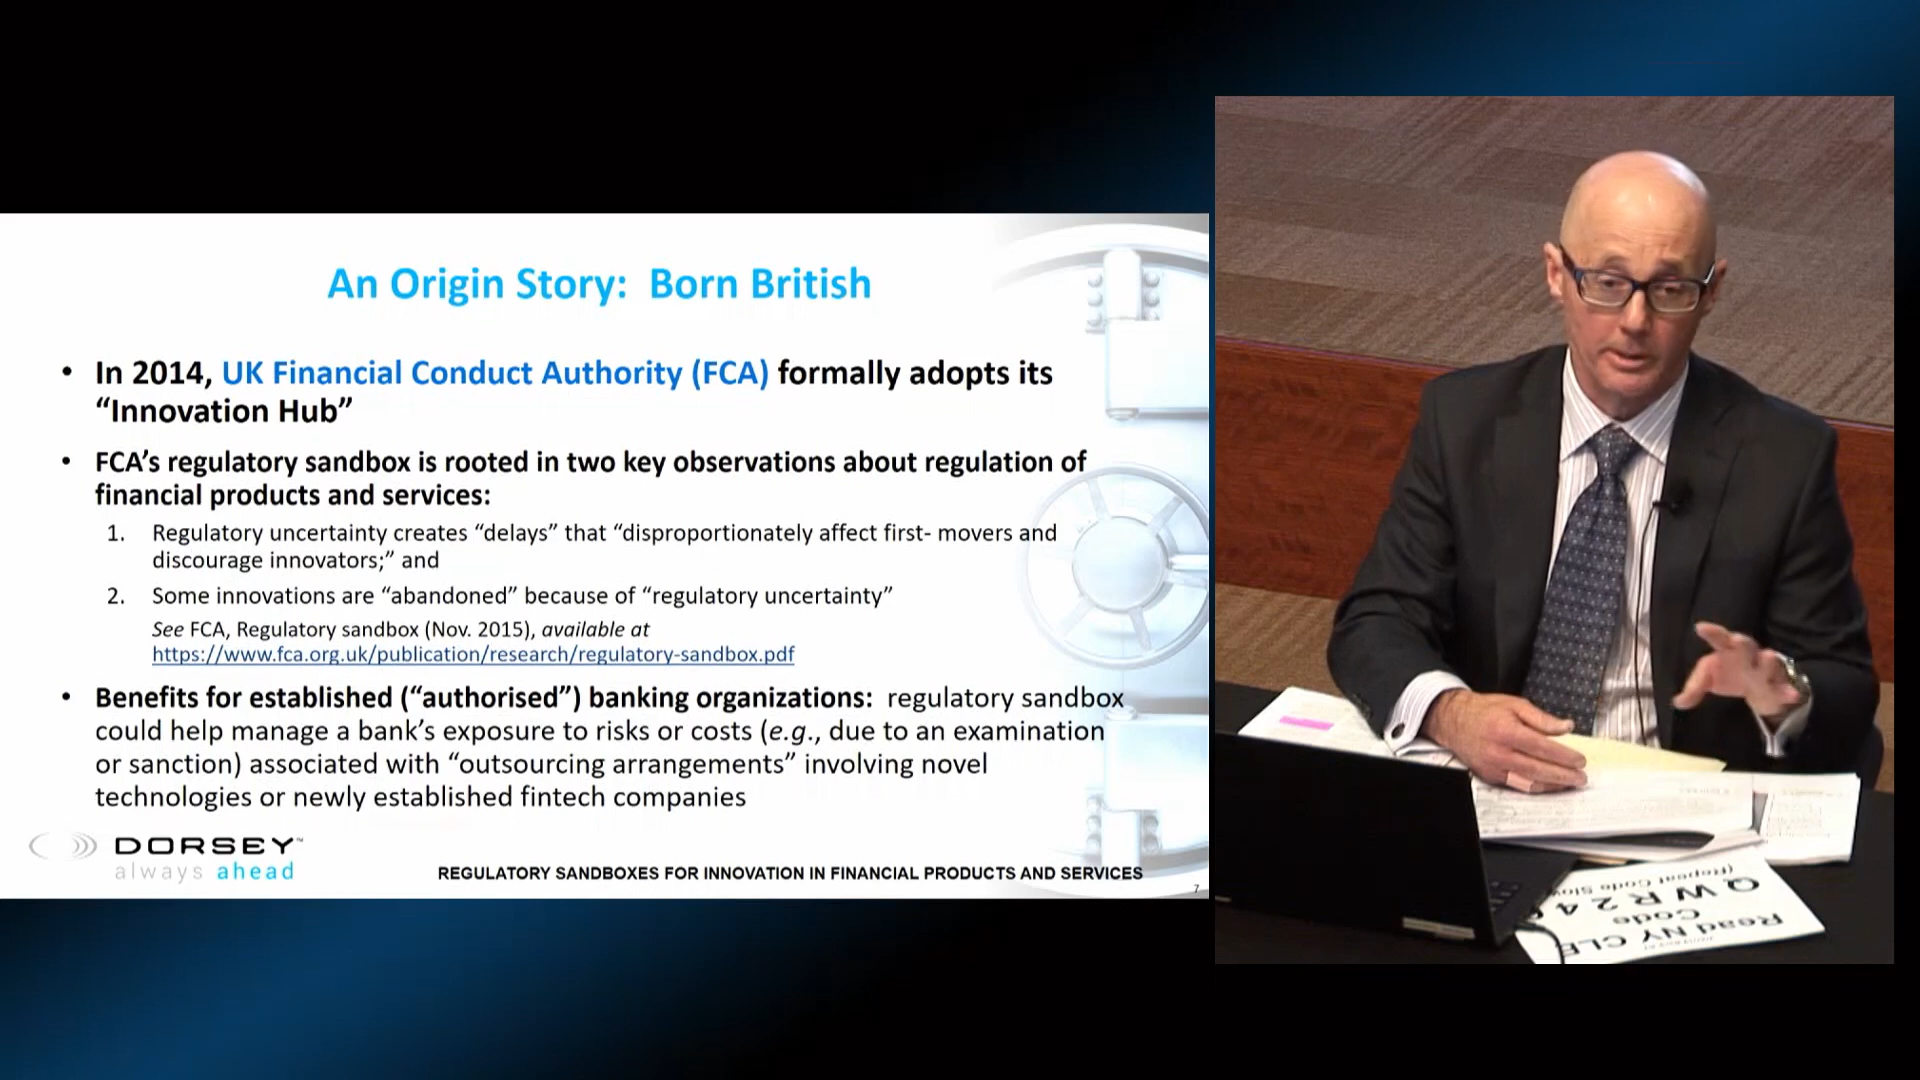 An Origin Story:  Born British
• In 2014, UK Financial Conduct Authority (FCA) formally adopts its
“Innovation Hub”
• FCA’s regulatory sandbox is rooted in two key observations about regulation of
financial products and services:
1. Regulatory uncertainty creates “delays” that “disproportionately affect first- movers and
discourage innovators;” and
2. Some innovations are “abandoned” because of “regulatory uncertainty”
See FCA, Regulatory sandbox (Nov. 2015), available at
https://www.fca.org.uk/publication/research/regulatory-sandbox.pdf
• Benefits for established (“authorised”) banking organizations:  regulatory sandbox
could help manage a bank’s exposure to risks or costs (e.g., due to an examination
or sanction) associated with “outsourcing arrangements” involving novel
technologies or newly established fintech companies
DORSEY™
always ahead
REGULATORY SANDBOXES FOR INNOVATION IN FINANCIAL PRODUCTS AND SERVICES
7
Read NY CLE
Code
Q W R 2 4
(Repeat Code